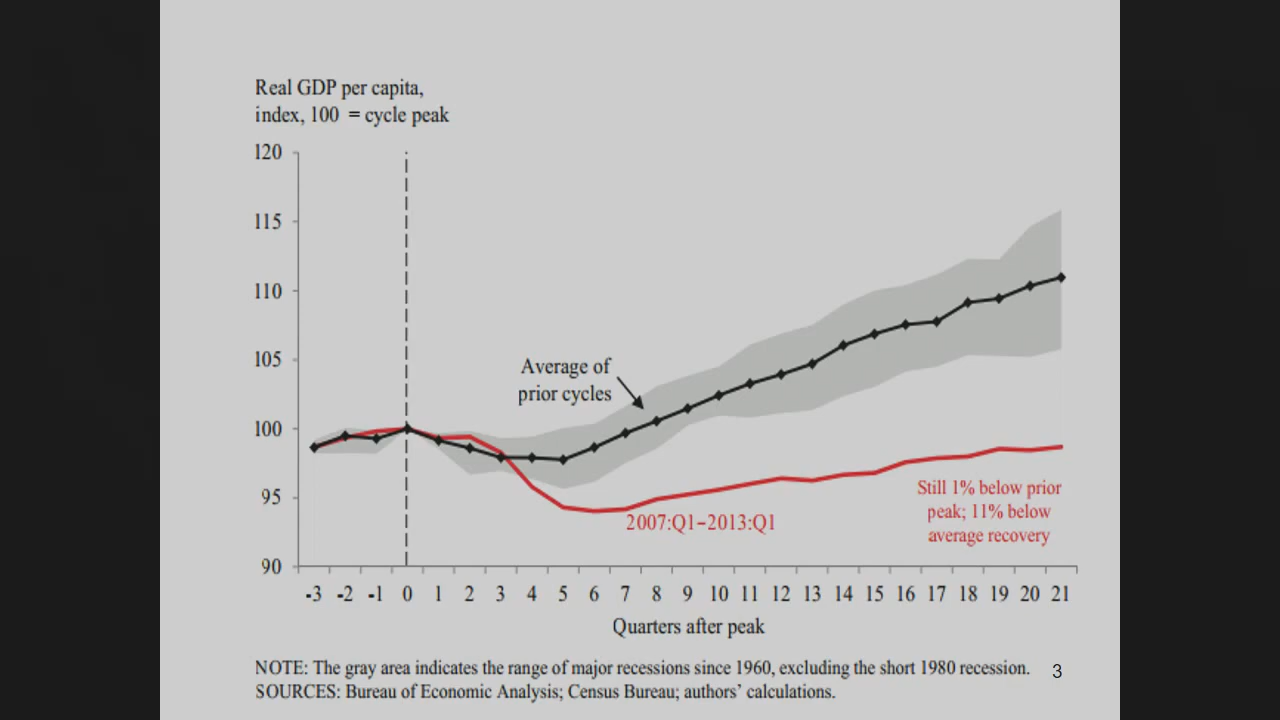 Real GDP per capita,
index, 100 = cycle peak
120
115
110
105
100
95
90
Average of
prior cycles
2007:Q1–2013:Q1
Still 1% below prior
peak; 11% below
average recovery
-3 -2 -1 0 1 2 3 4 5 6 7 8 9 10 11 12 13 14 15 16 17 18 19 20 21
Quarters after peak
NOTE: The gray area indicates the range of major recessions since 1960, excluding the short 1980 recession. 3
SOURCES: Bureau of Economic Analysis; Census Bureau; authors’ calculations.